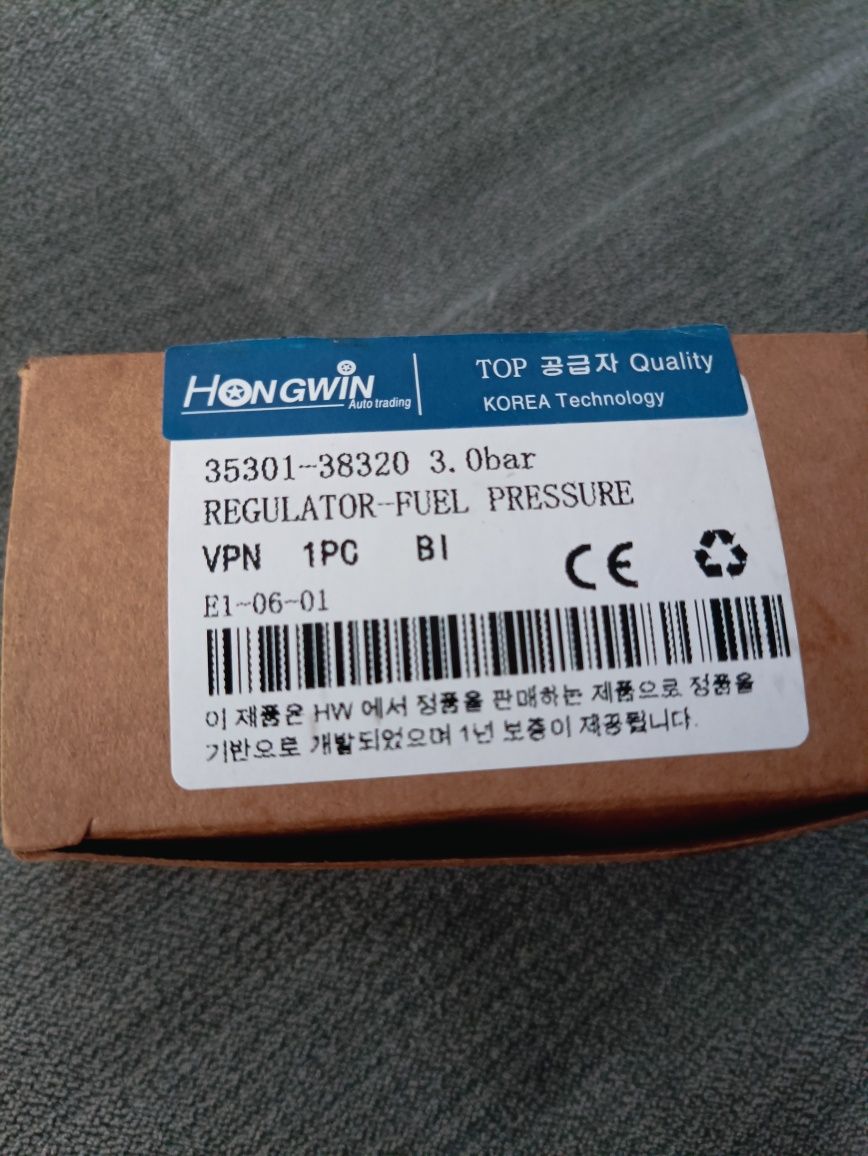 HONGWIN
Auto trading
TOP 공급자 Quality
KOREA Technology
35301-38320 3.0bar
REGULATOR-FUEL PRESSURE
VPN 1PC BI
CE
E1-06-01
이 제품은 HW 에서 정품을 판매하는 제품으로 정품을
기반으로 개발되었으며 1년 보증이 제공됩니다.